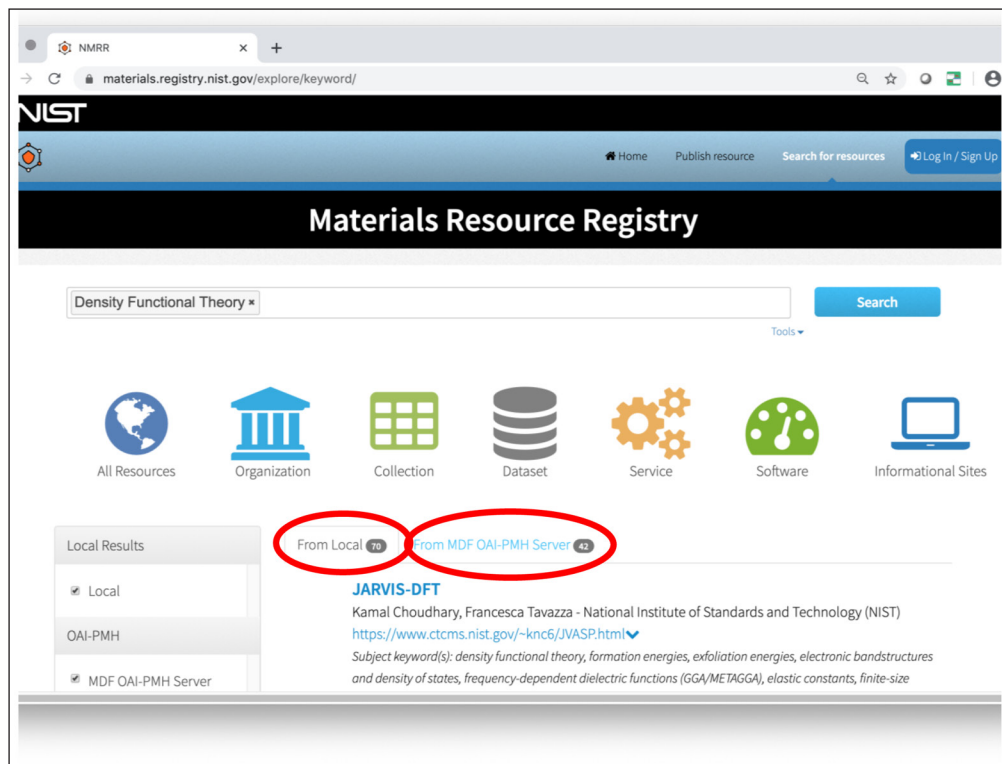 NMRR
materials.registry.nist.gov/explore/keyword/
NIST
Home Publish resource Search for resources Log In / Sign Up
Materials Resource Registry
Density Functional Theory × Search
Tools
All Resources Organization Collection Dataset Service Software Informational Sites
Local Results
From Local 70 From MDF OAI-PMH Server 42
Local
OAI-PMH
MDF OAI-PMH Server
JARVIS-DFT
Kamal Choudhary, Francesca Tavazza - National Institute of Standards and Technology (NIST)
https://www.ctcms.nist.gov/~knc6/JVASP.html
Subject keyword(s): density functional theory, formation energies, exfoliation energies, electronic bandstructures
and density of states, frequency-dependent dielectric functions (GGA/METAGGA), elastic constants, finite-size